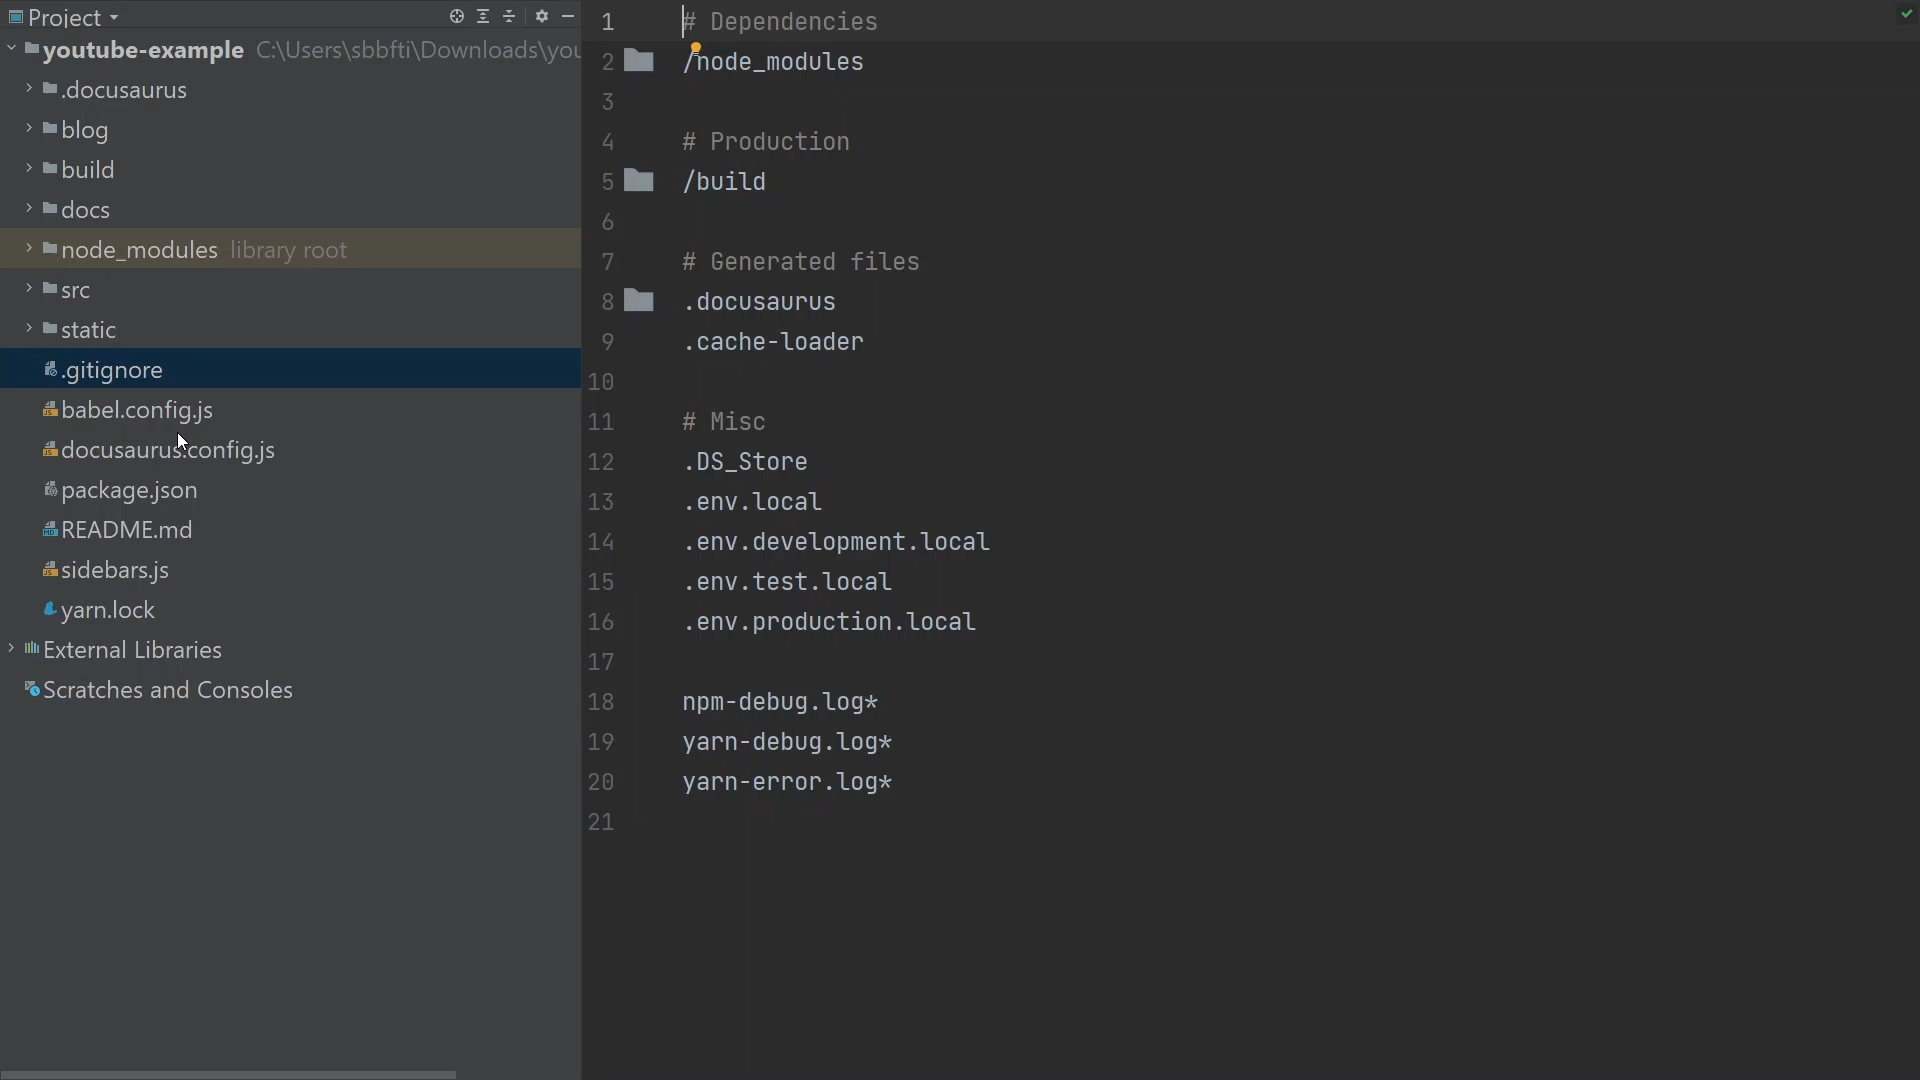 Project
youtube-example C:\Users\sbbfti\Downloads\you
.docusaurus
blog
build
docs
node_modules library root
src
static
.gitignore
babel.config.js
docusaurus.config.js
package.json
README.md
sidebars.js
yarn.lock
External Libraries
Scratches and Consoles
1 # Dependencies
2 /node_modules
3
4 # Production
5 /build
6
7 # Generated files
8 .docusaurus
9 .cache-loader
10
11 # Misc
12 .DS_Store
13 .env.local
14 .env.development.local
15 .env.test.local
16 .env.production.local
17
18 npm-debug.log*
19 yarn-debug.log*
20 yarn-error.log*
21